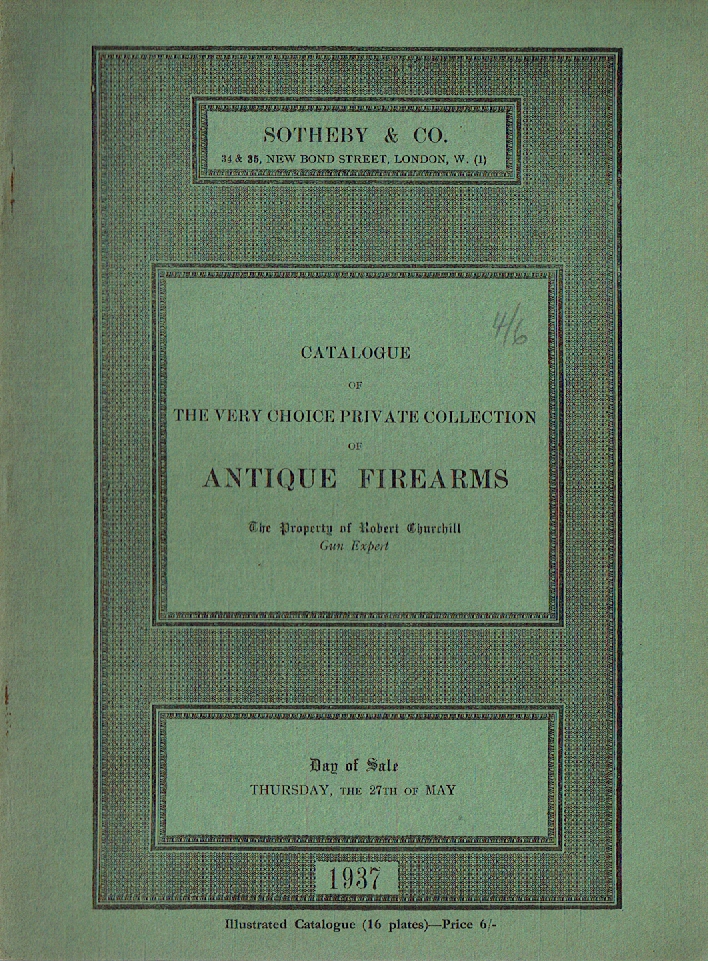 SOTHEBY & CO.
34 & 35, NEW BOND STREET, LONDON, W. (1)
4/6
CATALOGUE
OF
THE VERY CHOICE PRIVATE COLLECTION
OF
ANTIQUE FIREARMS
The Property of Robert Churchill
Gun Expert
Day of Sale
THURSDAY, THE 27TH OF MAY
1937
Illustrated Catalogue (16 plates)—Price 6/-